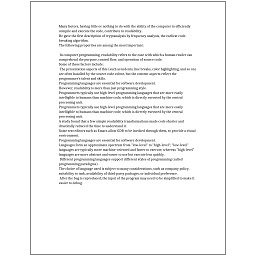 Many factors, having little or nothing to do with the ability of the computer to efficiently
compile and execute the code, contribute to readability.
He gave the first description of cryptanalysis by frequency analysis, the earliest code-
breaking algorithm.
The following properties are among the most important:
In computer programming, readability refers to the ease with which a human reader can
comprehend the purpose, control flow, and operation of source code.
Some of these factors include:
The presentation aspects of this (such as indents, line breaks, color highlighting, and so on)
are often handled by the source code editor, but the content aspects reflect the
programmer's talent and skills.
Programming languages are essential for software development.
However, readability is more than just programming style.
Programmers typically use high-level programming languages that are more easily
intelligible to humans than machine code, which is directly executed by the central
processing unit.
Programmers typically use high-level programming languages that are more easily
intelligible to humans than machine code, which is directly executed by the central
processing unit.
A study found that a few simple readability transformations made code shorter and
drastically reduced the time to understand it.
Some text editors such as Emacs allow GDB to be invoked through them, to provide a visual
environment.
Programming languages are essential for software development.
Languages form an approximate spectrum from "low-level" to "high-level"; "low-level"
languages are typically more machine-oriented and faster to execute, whereas "high-level"
languages are more abstract and easier to use but execute less quickly.
Different programming languages support different styles of programming (called
programming paradigms).
The choice of language used is subject to many considerations, such as company policy,
suitability to task, availability of third-party packages, or individual preference.
After the bug is reproduced, the input of the program may need to be simplified to make it
easier to debug.